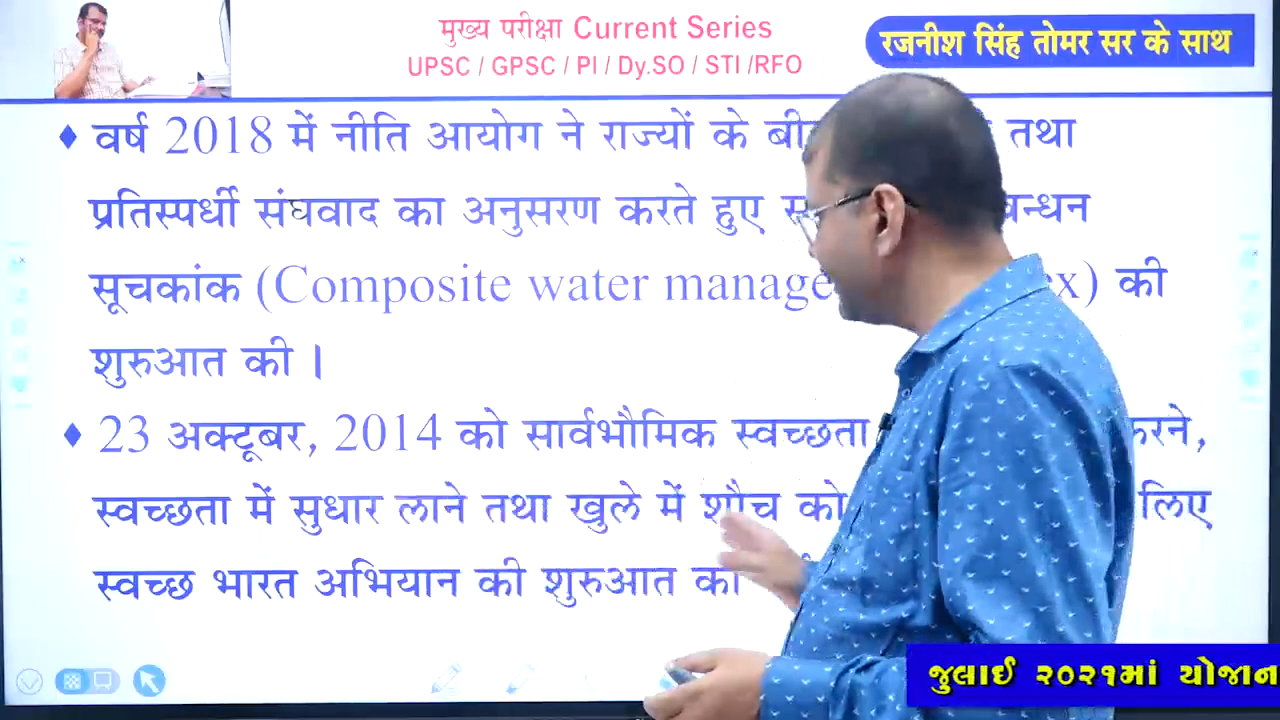 मुख्य परीक्षा Current Series
UPSC / GPSC / PI / Dy.SO / STI /RFO
रजनीश सिंह तोमर सर के साथ
♦ वर्ष 2018 में नीति आयोग ने राज्यों के तथा
प्रतिस्पर्धी संघवाद का अनुसरण करते हुए
सूचकांक (Composite water की
शुरुआत की ।
♦ 23 अक्टूबर, 2014 को सार्वभौमिक स्वच्छता
स्वच्छता में सुधार लाने तथा खुले में शौच को लिए
स्वच्छ भारत अभियान की शुरुआत की
જુલાઈ ૨૦૨૧માં